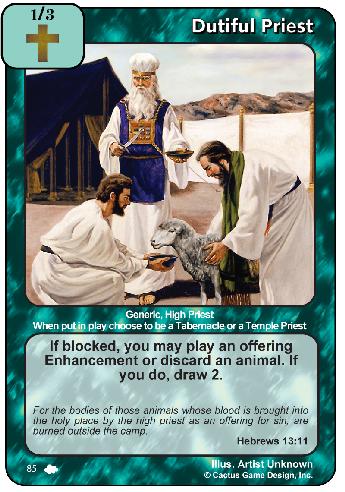 1/3
Dutiful Priest
Generic, High Priest
When put in play choose to be a Tabernacle or a Temple Priest
If blocked, you may play an offering
Enhancement or discard an animal. If
you do, draw 2.
For the bodies of those animals whose blood is brought into
the holy place by the high priest as an offering for sin, are
burned outside the camp.
Hebrews 13:11
85
Illus. Artist Unknown
© Cactus Game Design, Inc.